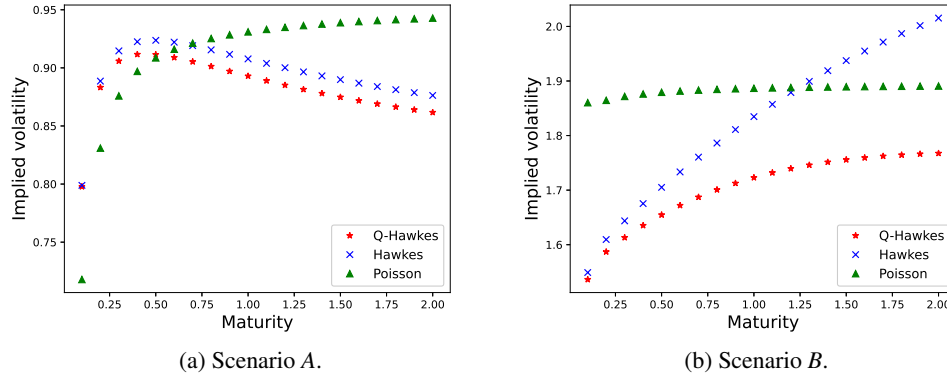 0.95
0.90
0.85
0.80
0.75
Implied volatility
0.25 0.50 0.75 1.00 1.25 1.50 1.75 2.00
Maturity
Q-Hawkes
Hawkes
Poisson
(a) Scenario A.
2.0
1.9
1.8
1.7
1.6
Implied volatility
0.25 0.50 0.75 1.00 1.25 1.50 1.75 2.00
Maturity
Q-Hawkes
Hawkes
Poisson
(b) Scenario B.